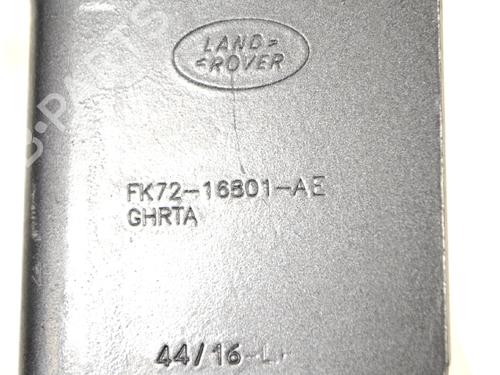 LAND
ROVER
FK72-16801-AE
GHRTA
44/16-L